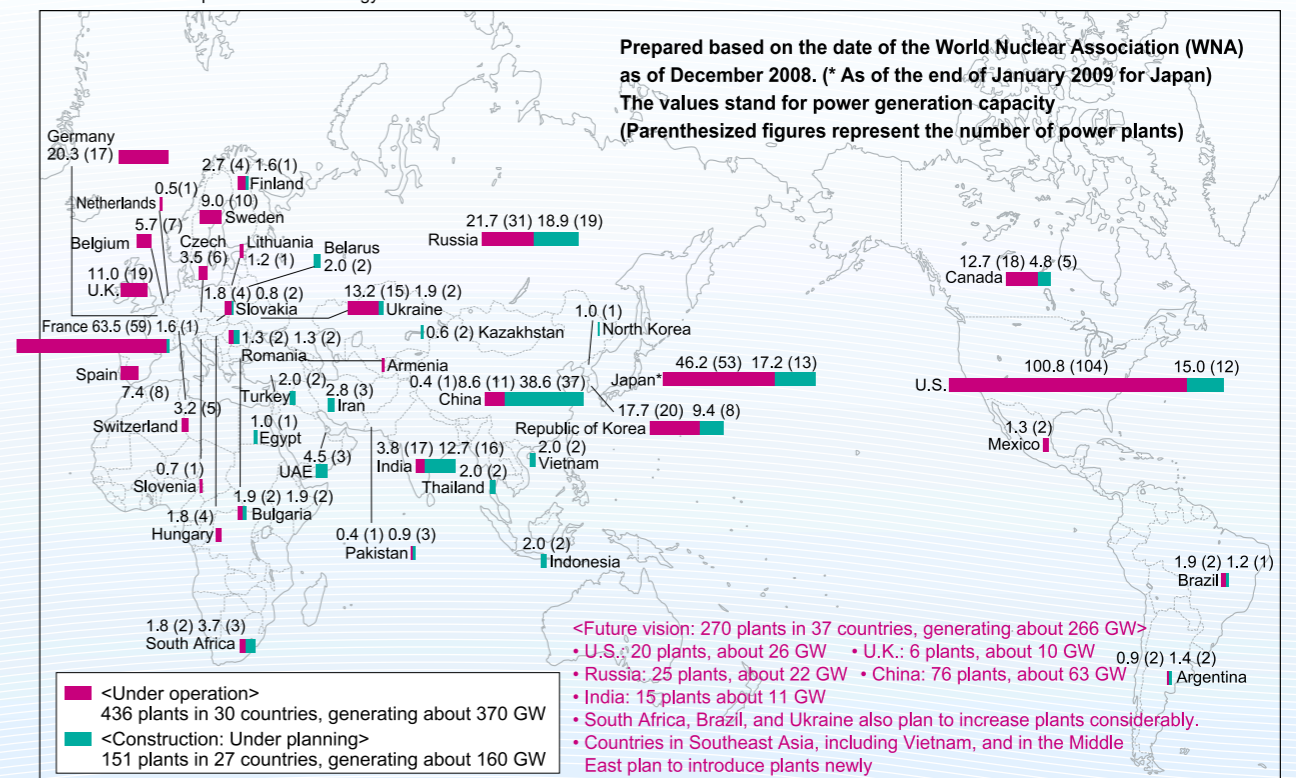 Prepared based on the date of the World Nuclear Association (WNA)
as of December 2008. (* As of the end of January 2009 for Japan)
The values stand for power generation capacity
(Parenthesized figures represent the number of power plants)
Germany
20.3 (17)
2.7 (4) 1.6(1)
Finland
0.5(1)
Netherlands
9.0 (10)
Sweden
5.7 (7)
Belgium
Czech
3.5 (6)
Lithuania
1.2 (1)
Belarus
2.0 (2)
21.7 (31) 18.9 (19)
Russia
11.0 (19)
U.K.
1.8 (4) 0.8 (2)
Slovakia
13.2 (15) 1.9 (2)
Ukraine
12.7 (18) 4.8 (5)
Canada
France 63.5 (59) 1.6 (1)
1.3 (2) 1.3 (2)
Romania
0.6 (2) Kazakhstan
1.0 (1)
North Korea
Armenia
Spain
7.4 (8)
2.0 (2)
Turkey
2.8 (3)
Iran
0.4 (1)8.6 (11) 38.6 (37)
China
46.2 (53) 17.2 (13)
Japan*
100.8 (104) 15.0 (12)
U.S.
3.2 (5)
Switzerland
1.0 (1)
Egypt
17.7 (20) 9.4 (8)
Republic of Korea
1.3 (2)
Mexico
4.5 (3)
UAE
3.8 (17) 12.7 (16)
India
2.0 (2)
Vietnam
2.0 (2)
Thailand
0.7 (1)
Slovenia
1.9 (2) 1.9 (2)
Bulgaria
1.8 (4)
Hungary
0.4 (1) 0.9 (3)
Pakistan
2.0 (2)
Indonesia
1.9 (2) 1.2 (1)
Brazil
1.8 (2) 3.7 (3)
South Africa
0.9 (2) 1.4 (2)
Argentina
<Future vision: 270 plants in 37 countries, generating about 266 GW>
• U.S.: 20 plants, about 26 GW • U.K.: 6 plants, about 10 GW
• Russia: 25 plants, about 22 GW • China: 76 plants, about 63 GW
• India: 15 plants about 11 GW
• South Africa, Brazil, and Ukraine also plan to increase plants considerably.
• Countries in Southeast Asia, including Vietnam, and in the Middle
East plan to introduce plants newly
<Under operation>
436 plants in 30 countries, generating about 370 GW
<Construction: Under planning>
151 plants in 27 countries, generating about 160 GW